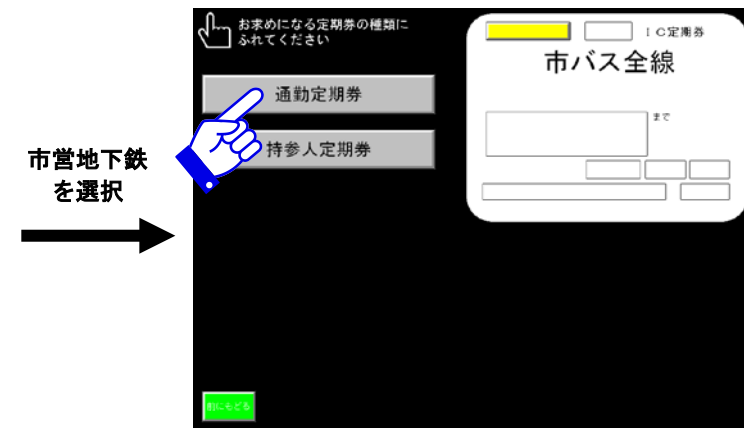 お求めになる定期券の種類に
ふれてください
通勤定期券
持参人定期券
ＩＣ定期券
市バス全線
まで
市営地下鉄
を選択
前にもどる